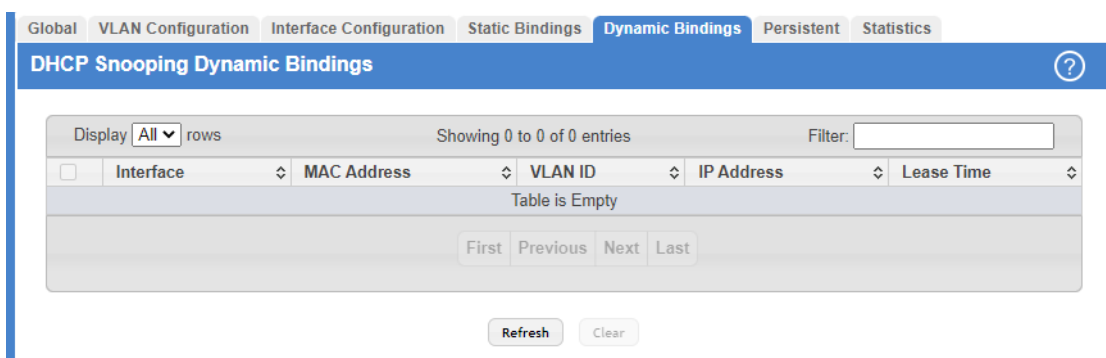 Global VLAN Configuration Interface Configuration Static Bindings Dynamic Bindings Persistent Statistics
DHCP Snooping Dynamic Bindings ?
Display All rows Showing 0 to 0 of 0 entries Filter:
Interface MAC Address VLAN ID IP Address Lease Time
Table is Empty
First Previous Next Last
Refresh Clear